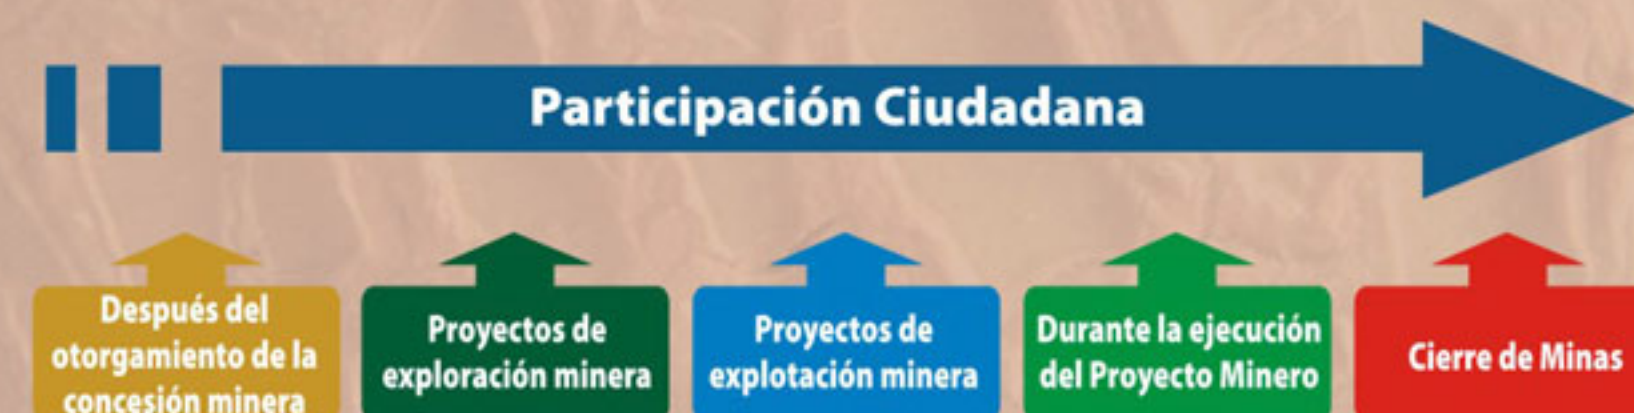 Participación Ciudadana
Después del
otorgamiento de la
concesión minera
Proyectos de
exploración minera
Proyectos de
explotación minera
Durante la ejecución
del Proyecto Minero
Cierre de Minas